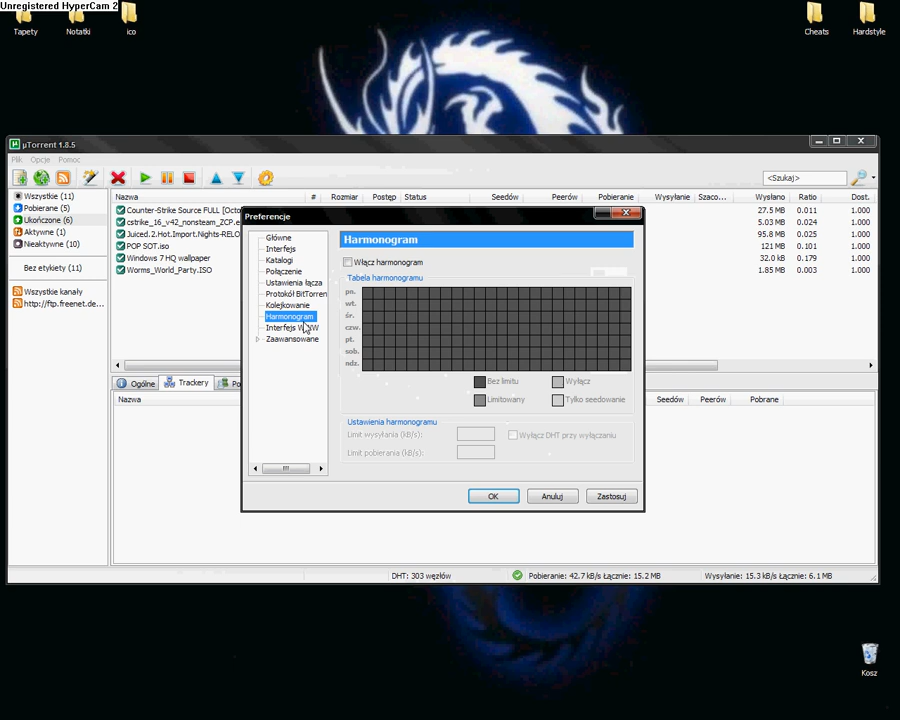 Unregistered HyperCam 2
Tapety
Notatki
ico
Cheats
Hardstyle
µTorrent 1.8.5
Plik Opcje Pomoc
<Szukaj>
Wszystkie (11)
Pobierane (5)
Ukończone (6)
Aktywne (1)
Nieaktywne (10)
Bez etykiety (11)
Wszystkie kanały
http://ftp.freenet.de...
Nazwa # Rozmiar Postęp Status Seedów Peerów Pobieranie Wysyłanie Szaco... Wysłano Ratio Dost.
Counter-Strike Source FULL [Octo 27.5 MB 0.011 1.000
cstrike_16_v42_nonsteam_ZCP.e 5.03 MB 0.024 1.000
Juiced.2.Hot.Import.Nights-RELO 95.8 MB 0.025 1.000
POP SOT.iso 121 MB 0.101 1.000
Windows 7 HQ wallpaper 32.0 kB 0.179 1.000
Worms_World_Party.ISO 1.85 MB 0.003 1.000
Preferencje
Główne
Interfejs
Katalogi
Połączenie
Ustawienia łącza
Protokół BitTorren
Kolejkowanie
Harmonogram
Interfejs WWW
Zaawansowane
Harmonogram
Włącz harmonogram
Tabela harmonogramu
pn.
wt.
śr.
czw.
pt.
sob.
ndz.
Bez limitu Wyłącz
Limitowany Tylko seedowanie
Ustawienia harmonogramu
Limit wysyłania (kB/s):
Wyłącz DHT przy wyłączaniu
Limit pobierania (kB/s):
OK Anuluj Zastosuj
Ogólne Trackery Po
Nazwa Seedów Peerów Pobrane
DHT: 303 węzłów Pobieranie: 42.7 kB/s Łącznie: 15.2 MB Wysyłanie: 15.3 kB/s Łącznie: 6.1 MB
Kosz